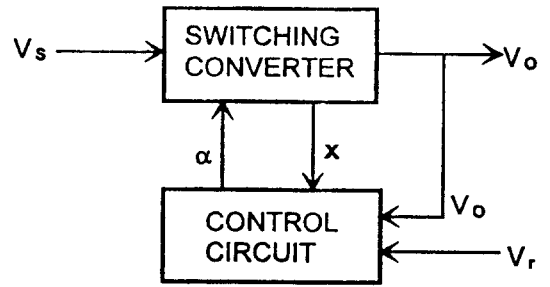 SWITCHING
CONVERTER
Vs
Vo
α
x
CONTROL
CIRCUIT
Vo
Vr